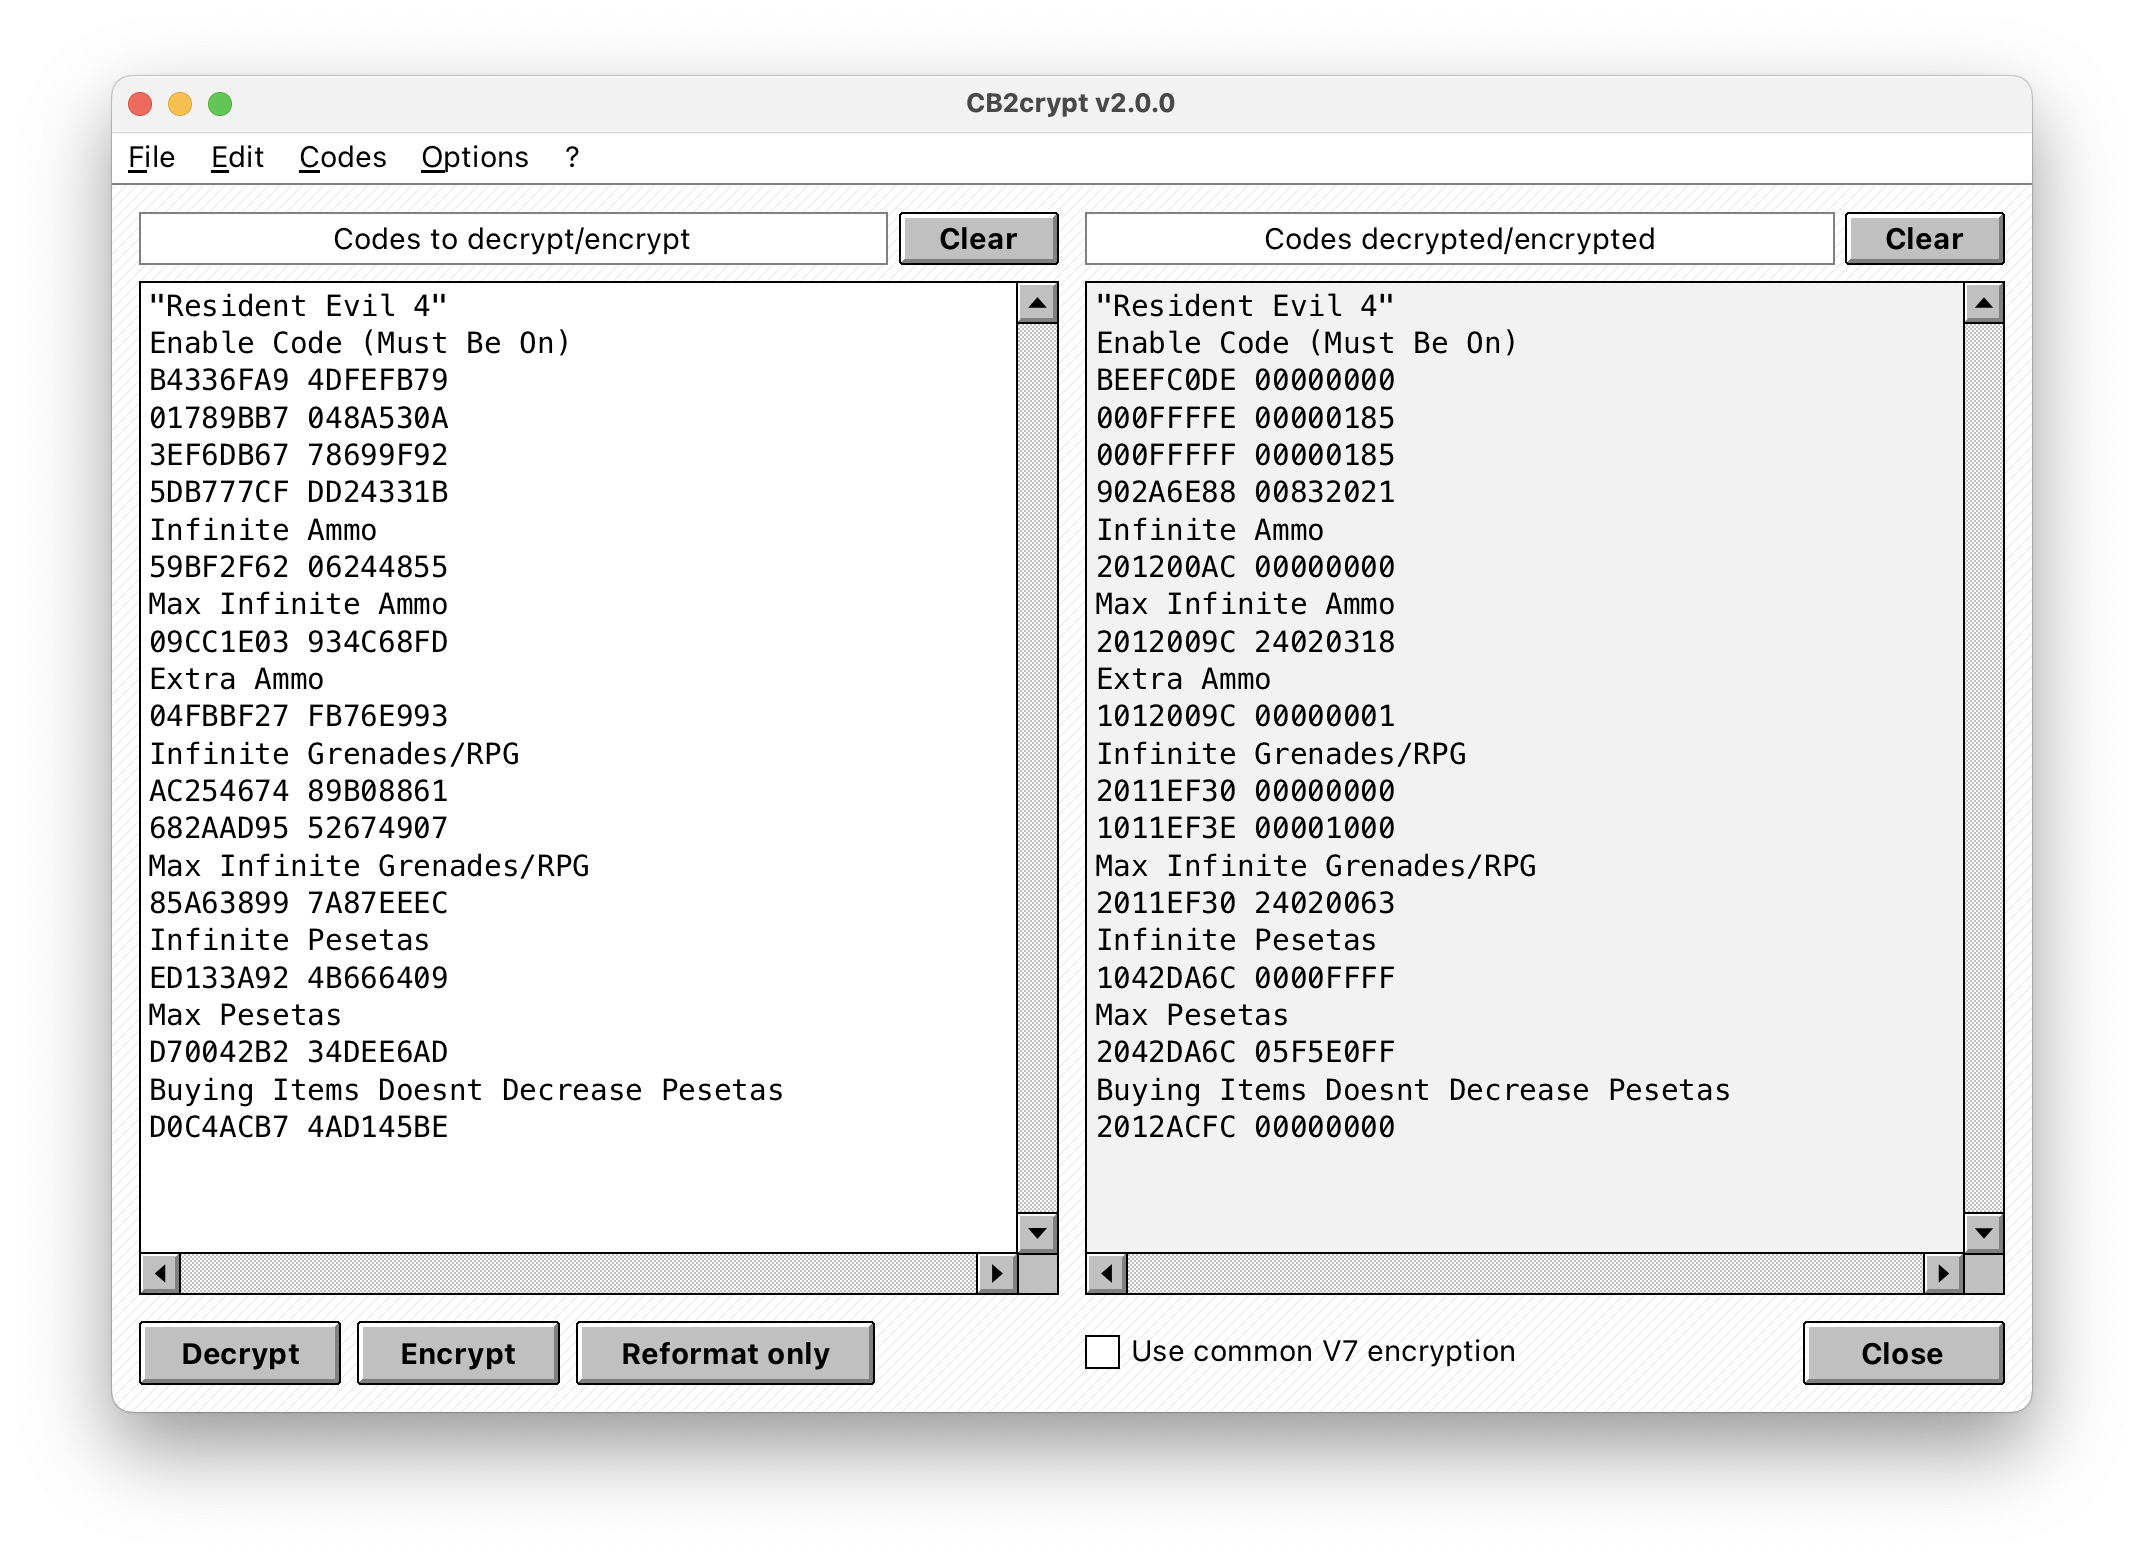 CB2crypt v2.0.0
File Edit Codes Options ?
Codes to decrypt/encrypt
Clear
"Resident Evil 4"
Enable Code (Must Be On)
B4336FA9 4DFEFB79
01789BB7 048A530A
3EF6DB67 78699F92
5DB777CF DD24331B
Infinite Ammo
59BF2F62 06244855
Max Infinite Ammo
09CC1E03 934C68FD
Extra Ammo
04FBBF27 FB76E993
Infinite Grenades/RPG
AC254674 89B08861
682AAD95 52674907
Max Infinite Grenades/RPG
85A63899 7A87EEEC
Infinite Pesetas
ED133A92 4B666409
Max Pesetas
D70042B2 34DEE6AD
Buying Items Doesnt Decrease Pesetas
D0C4ACB7 4AD145BE
Codes decrypted/encrypted
Clear
"Resident Evil 4"
Enable Code (Must Be On)
BEEFC0DE 00000000
000FFFFE 00000185
000FFFFF 00000185
902A6E88 00832021
Infinite Ammo
201200AC 00000000
Max Infinite Ammo
2012009C 24020318
Extra Ammo
1012009C 00000001
Infinite Grenades/RPG
2011EF30 00000000
1011EF3E 00001000
Max Infinite Grenades/RPG
2011EF30 24020063
Infinite Pesetas
1042DA6C 0000FFFF
Max Pesetas
2042DA6C 05F5E0FF
Buying Items Doesnt Decrease Pesetas
2012ACFC 00000000
Decrypt
Encrypt
Reformat only
Use common V7 encryption
Close